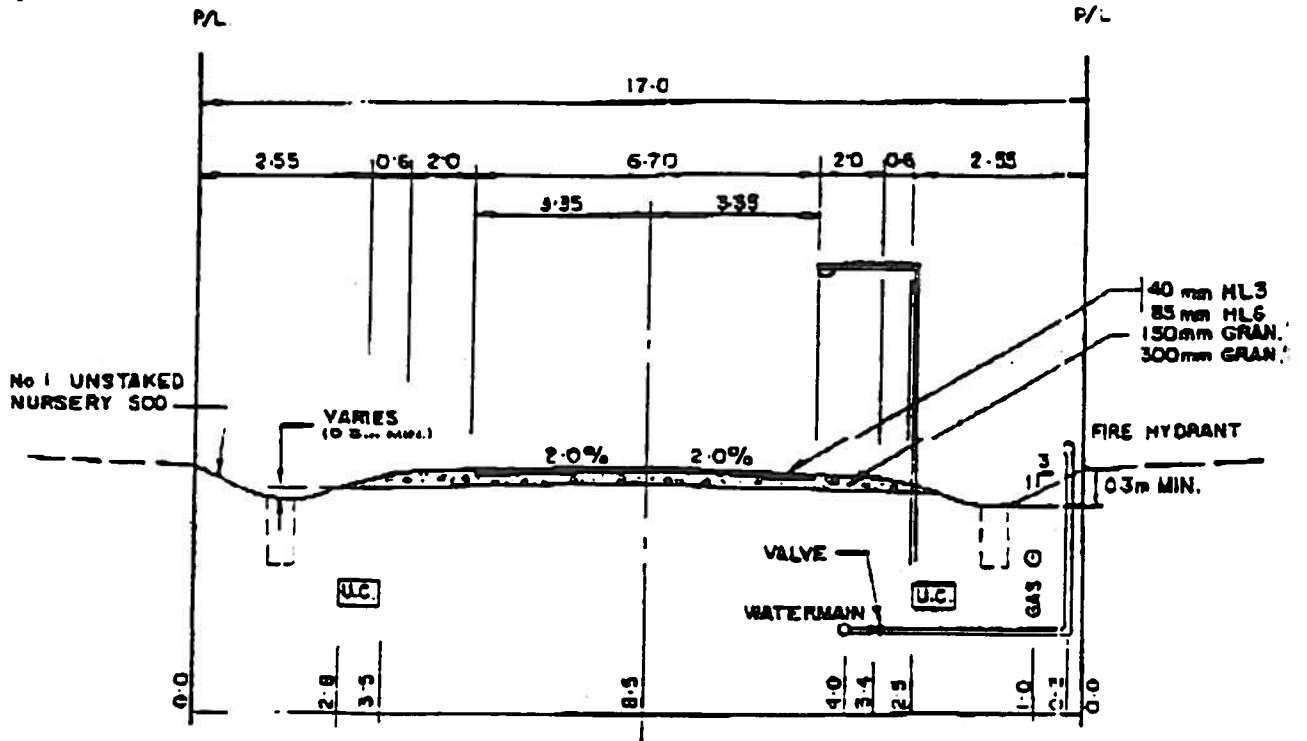 P/L
P/L
17.0
2.55 0.6 2.0 6.70 2.0 0.6 2.55
3.35 3.35
40 mm HL3
85 mm HL6
150mm GRAN.
300mm GRAN.
No 1 UNSTAKED
NURSERY SOD
VARIES
MIN.)
2.0% 2.0%
FIRE HYDRANT
3
1
0.3m MIN.
VALVE
U.C.
U.C.
GAS
WATERMAIN
0.0
2.8
3.5
8.5
4.0
3.4
2.5
1.0
0.0